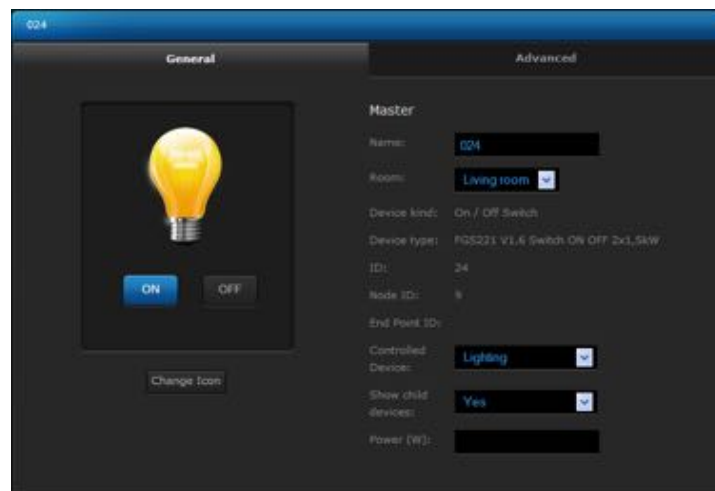 024
General
Advanced
Master
Name: 024
Room: Living room
Device kind: On / Off Switch
Device type: FGS221 V1.6 Switch ON OFF 2x1,5kW
ID: 24
ON OFF
Node ID: 9
End Point ID:
Controlled
Device: Lighting
Change Icon
Show child
devices: Yes
Power [W]: